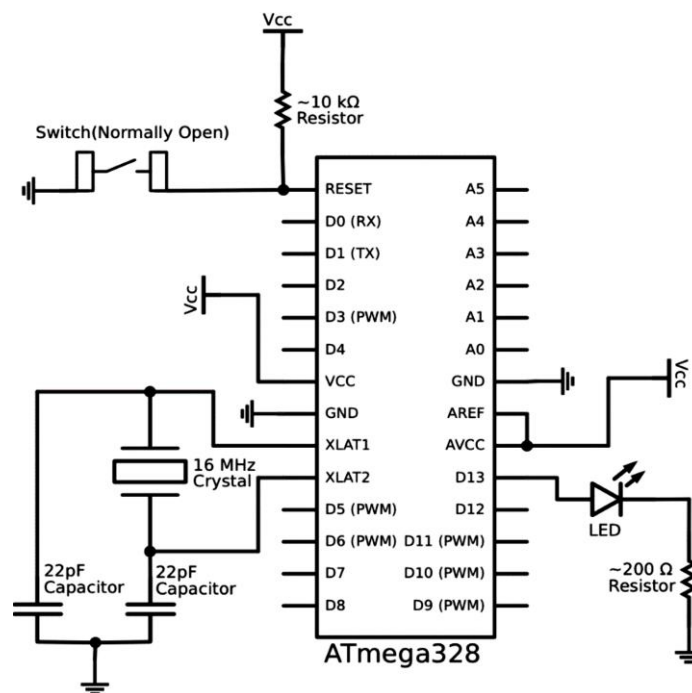 Vcc
~10 kΩ
Resistor
Switch(Normally Open)
RESET
D0 (RX)
D1 (TX)
D2
D3 (PWM)
D4
VCC
GND
XLAT1
XLAT2
D5 (PWM)
D6 (PWM)
D7
D8
A5
A4
A3
A2
A1
A0
GND
AREF
AVCC
D13
D12
D11 (PWM)
D10 (PWM)
D9 (PWM)
Vcc
Vcc
16 MHz
Crystal
22pF
Capacitor
22pF
Capacitor
LED
~200 Ω
Resistor
ATmega328